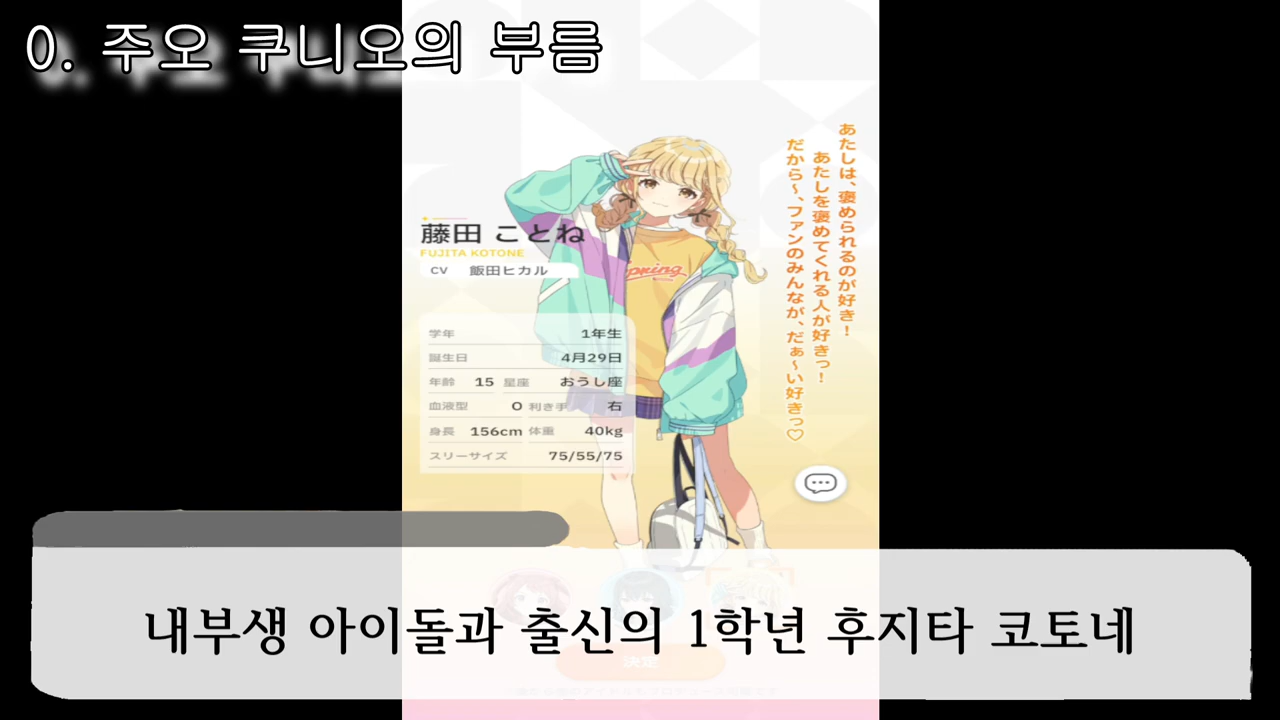 0. 주오 쿠니오의 부름
あたしは、褒められるのが好き!
あたしを褒めてくれる人が好きっ!
だから~、ファンのみんなが、だぁ~い好きっ♡
藤田 ことね
FUJITA KOTONE
CV 飯田ヒカル
学年 1年生
誕生日 4月29日
年齢 15 星座 おうし座
血液型 O 利き手 右
身長 156cm 体重 40kg
スリーサイズ 75/55/75
pring
내부생 아이돌과 출신의 1학년 후지타 코토네
決定